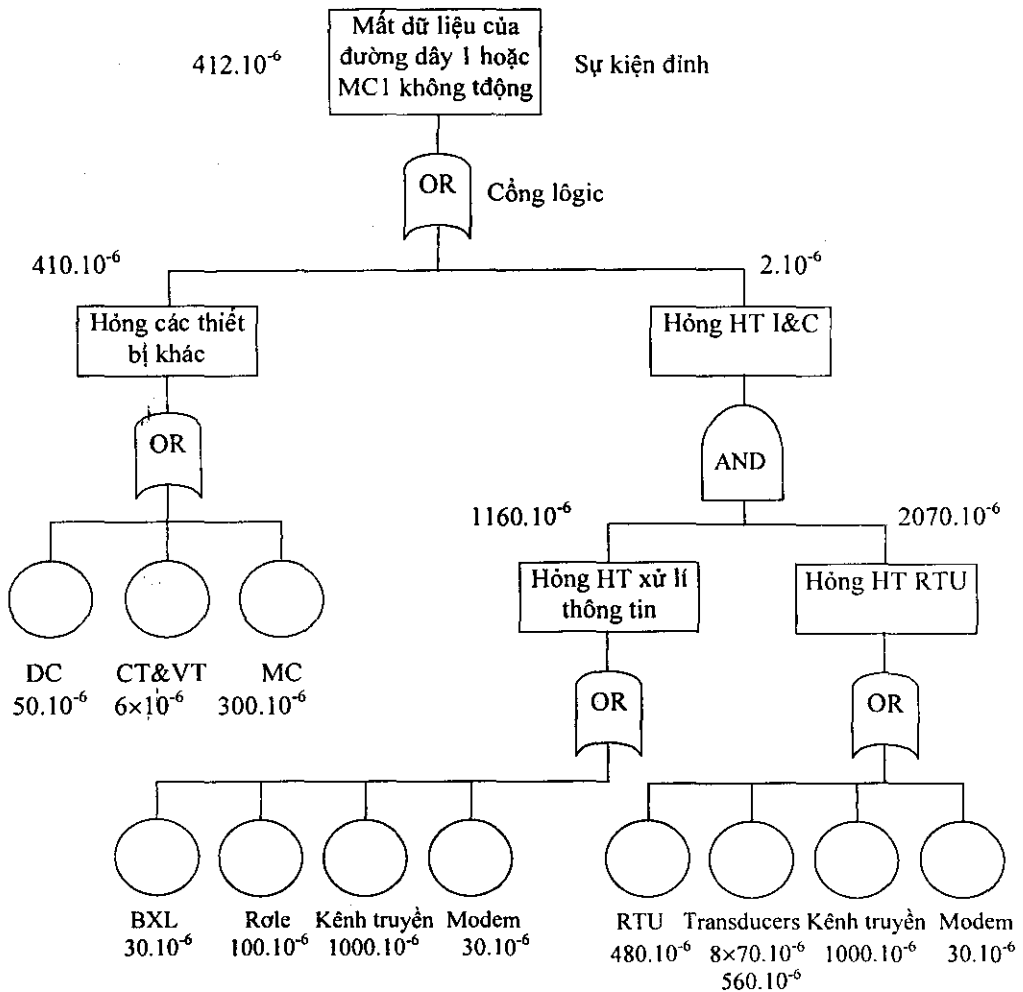 Mất dữ liệu của
đường dây 1 hoặc
MC1 không tđộng
412.10⁻⁶
Sự kiện đỉnh
OR
Cổng lôgic
410.10⁻⁶
2.10⁻⁶
Hỏng các thiết
bị khác
Hỏng HT I&C
OR
AND
1160.10⁻⁶
2070.10⁻⁶
Hỏng HT xử lí
thông tin
Hỏng HT RTU
DC
50.10⁻⁶
CT&VT
6×10⁻⁶
MC
300.10⁻⁶
OR
OR
BXL
30.10⁻⁶
Rơle
100.10⁻⁶
Kênh truyền
1000.10⁻⁶
Modem
30.10⁻⁶
RTU
480.10⁻⁶
Transducers
8×70.10⁻⁶
560.10⁻⁶
Kênh truyền
1000.10⁻⁶
Modem
30.10⁻⁶